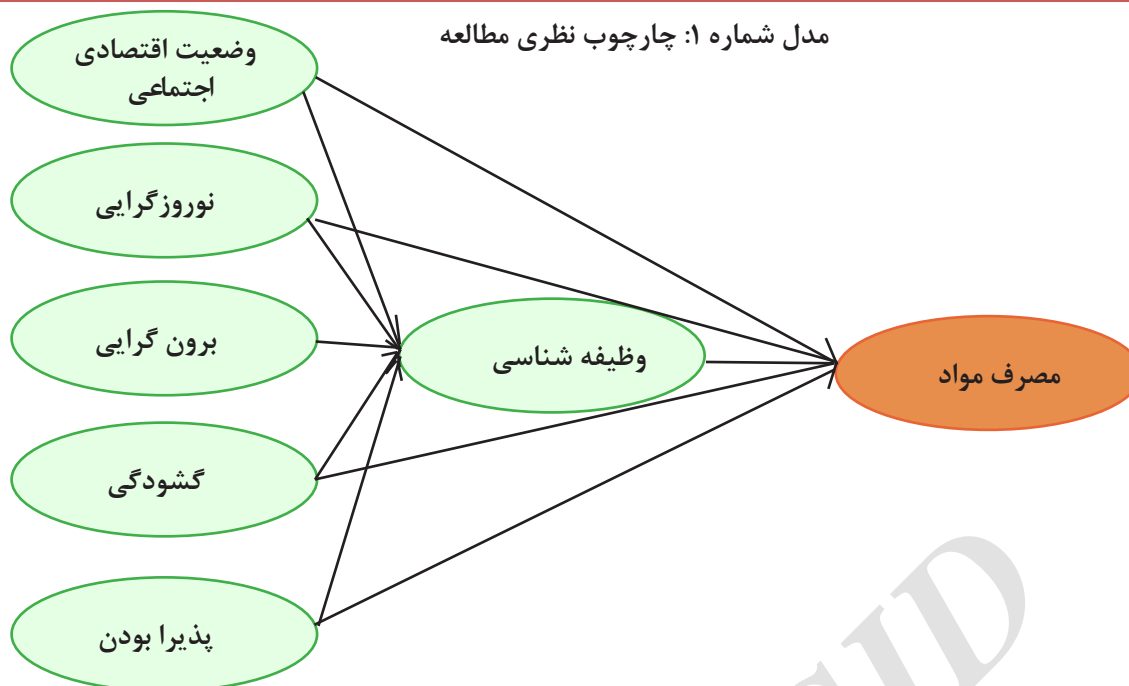 مدل شماره ۱: چارچوب نظری مطالعه
وضعیت اقتصادی
اجتماعی
نوروزگرایی
برون گرایی
وظیفه شناسی
مصرف مواد
گشودگی
پذیرا بودن
SID